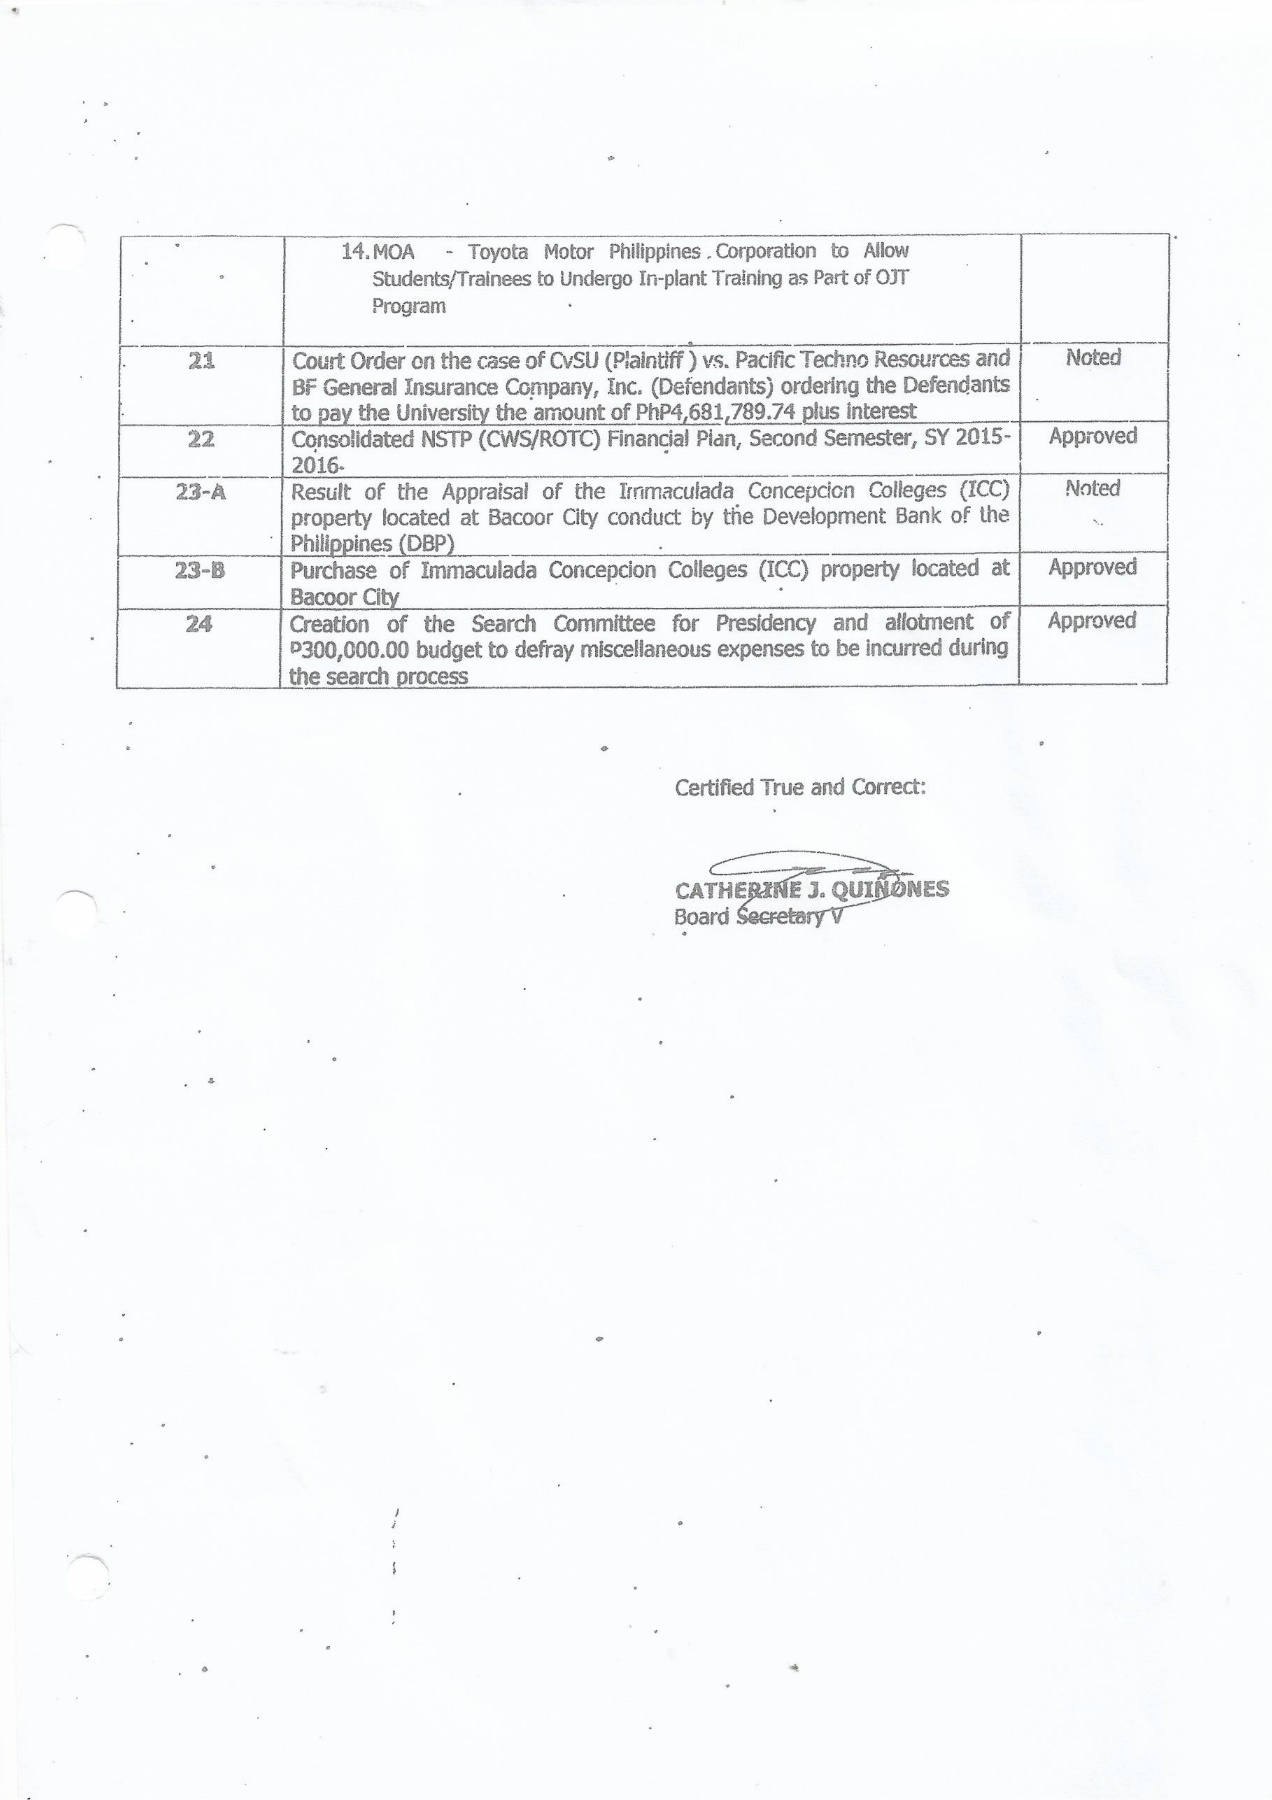 14. MOA - Toyota Motor Philippines Corporation to Allow
Students/Trainees to Undergo In-plant Training as Part of OJT
Program
21 Court Order on the case of CvSU (Plaintiff ) vs. Pacific Techno Resources and Noted
BF General Insurance Company, Inc. (Defendants) ordering the Defendants
to pay the University the amount of PhP4,681,789.74 plus interest
22 Consolidated NSTP (CWS/ROTC) Financial Plan, Second Semester, SY 2015- Approved
2016
23-A Result of the Appraisal of the Immaculada Concepcion Colleges (ICC) Noted
property located at Bacoor City conduct by the Development Bank of the
Philippines (DBP)
23-B Purchase of Immaculada Concepcion Colleges (ICC) property located at Approved
Bacoor City
24 Creation of the Search Committee for Presidency and allotment of Approved
P300,000.00 budget to defray miscellaneous expenses to be incurred during
the search process
Certified True and Correct:
CATHERINE J. QUIÑONES
Board Secretary V